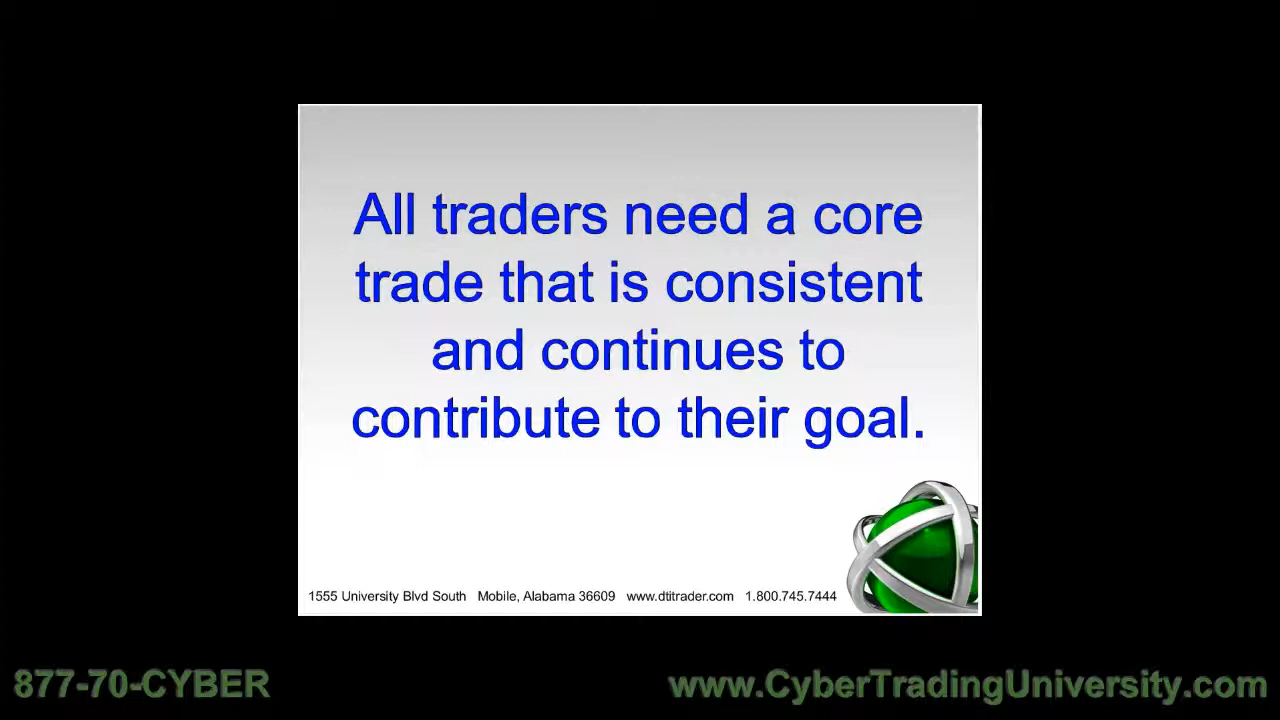 All traders need a core
trade that is consistent
and continues to
contribute to their goal.
1555 University Blvd South Mobile, Alabama 36609 www.dtitrader.com 1.800.745.7444
877-70-CYBER www.CyberTradingUniversity.com